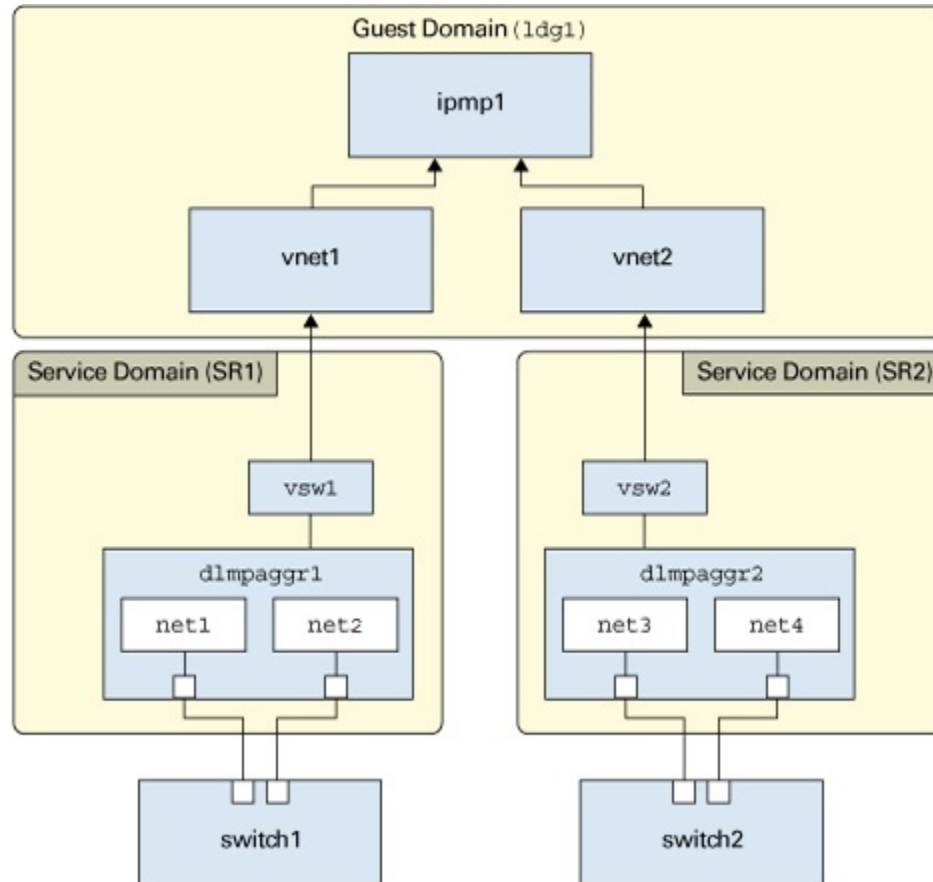 Guest Domain (ldg1)
ipmp1
vnet1
vnet2
Service Domain (SR1)
Service Domain (SR2)
vsw1
vsw2
dlmpaggr1
dlmpaggr2
net1
net2
net3
net4
switch1
switch2